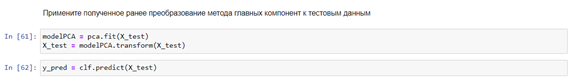 Примените полученное ранее преобразование метода главных компонент к тестовым данным
In [61]: modelPCA = pca.fit(X_test)
X_test = modelPCA.transform(X_test)
In [62]: y_pred = clf.predict(X_test)